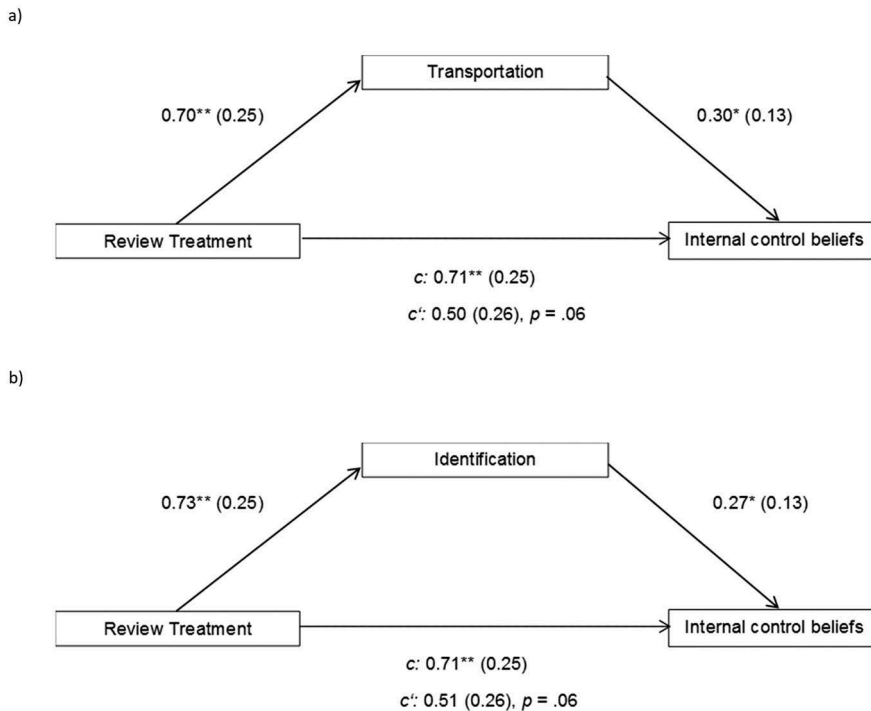 a)
Transportation
0.70** (0.25)
0.30* (0.13)
Review Treatment
Internal control beliefs
c: 0.71** (0.25)
c‘: 0.50 (0.26), p = .06
b)
Identification
0.73** (0.25)
0.27* (0.13)
Review Treatment
Internal control beliefs
c: 0.71** (0.25)
c‘: 0.51 (0.26), p = .06